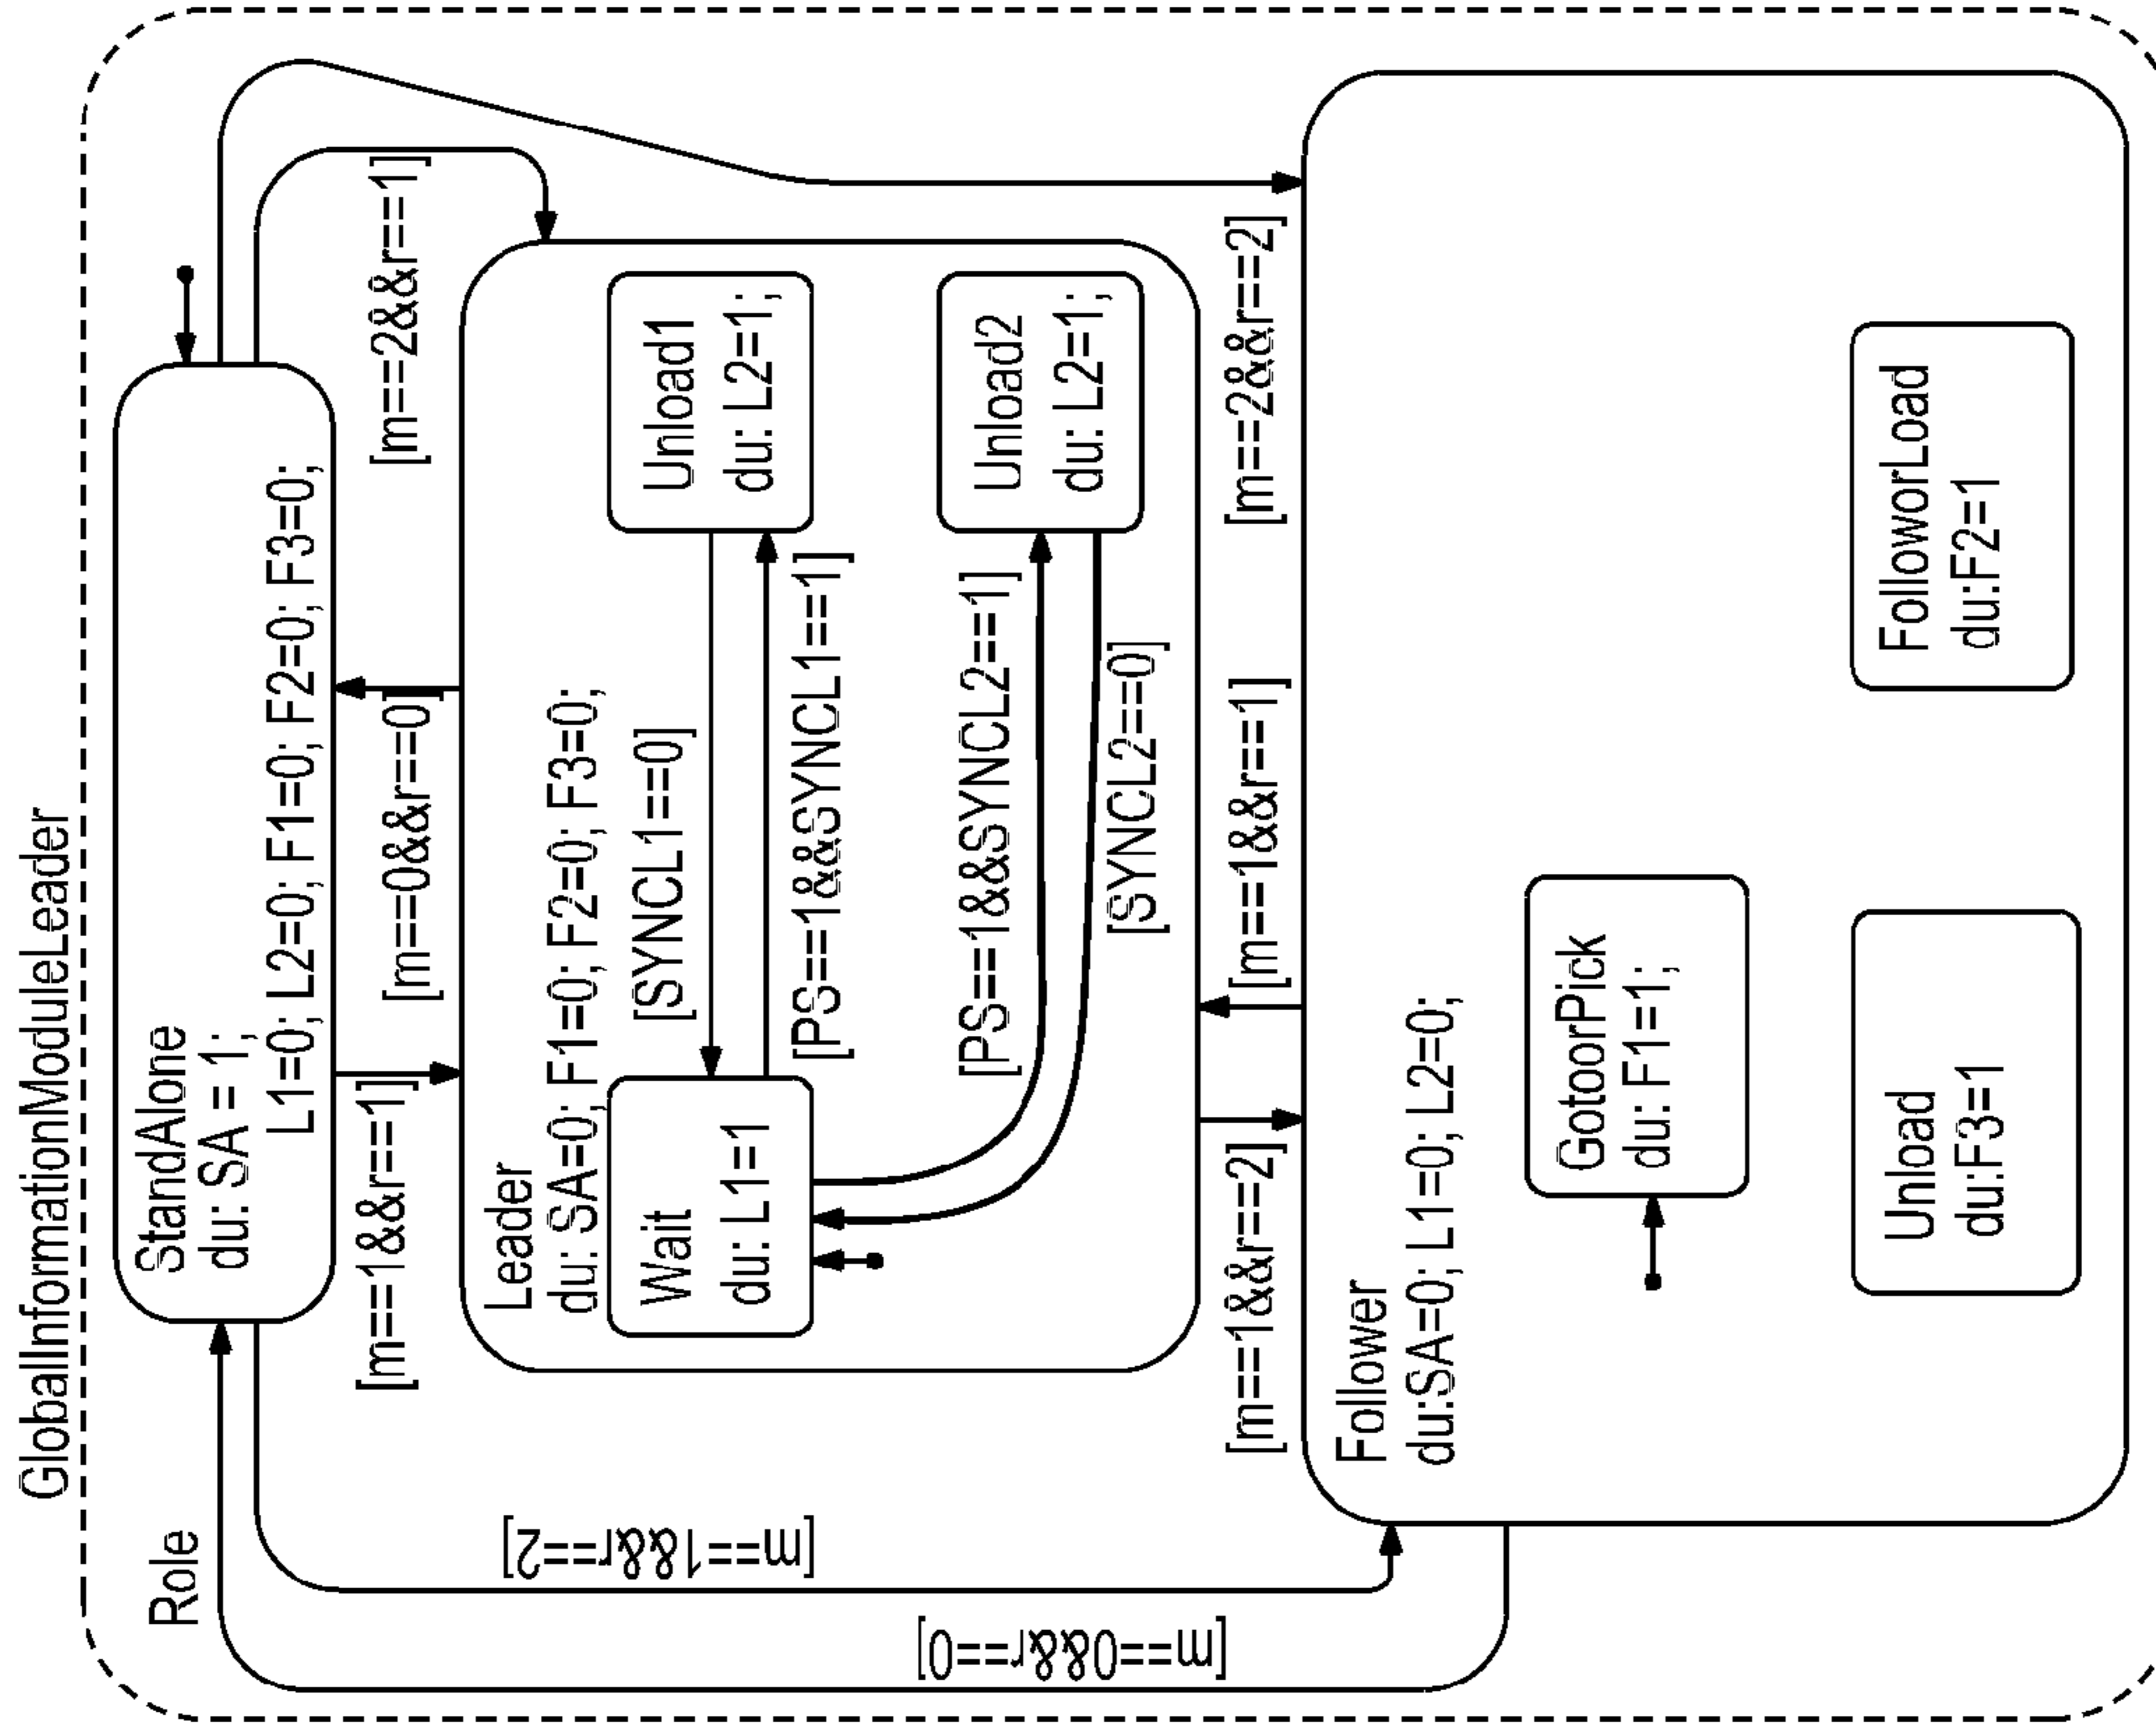 GlobalInformationModuleLeader
Role
StandAlone
du: SA = 1;
L1=0; L2=0; F1=0; F2=0; F3=0;
[m==1&&r==1]
[m==0&&r==0]
[m==2&&r==1]
Leader
du: SA=0; F1=0; F2=0; F3=0;
Wait
du: L1=1
[SYNCL1==0]
[PS==1&&SYNCL1==1]
Unload1
du: L2=1;
[PS==1&&SYNCL2==1]
[SYNCL2==0]
Unload2
du: L2=1;
[m==1&&r==2]
[m==0&&r==0]
[m==1&&r==2]
[m==1&&r==1]
[m==2&&r==2]
Follower
du:SA=0; L1=0; L2=0;
GotoorPick
du: F1=1;
Unload
du:F3=1
FolloworLoad
du:F2=1